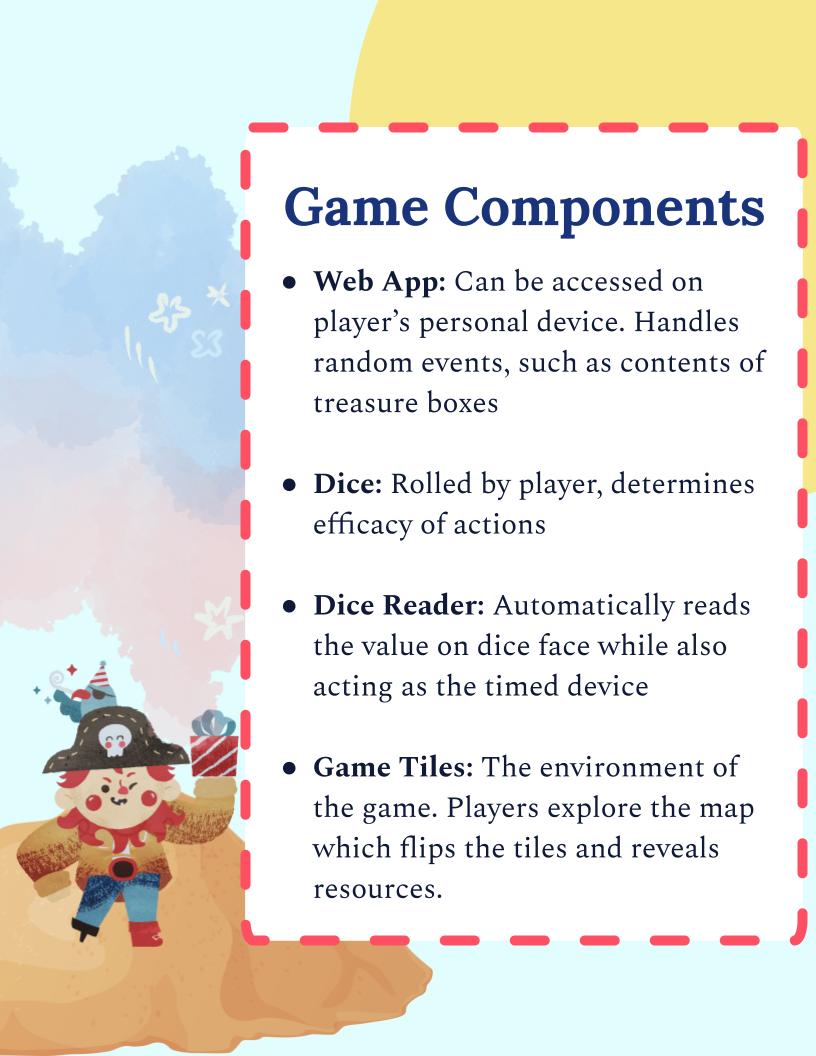 Game Components
● Web App: Can be accessed on
player’s personal device. Handles
random events, such as contents of
treasure boxes
● Dice: Rolled by player, determines
efficacy of actions
● Dice Reader: Automatically reads
the value on dice face while also
acting as the timed device
● Game Tiles: The environment of
the game. Players explore the map
which flips the tiles and reveals
resources.